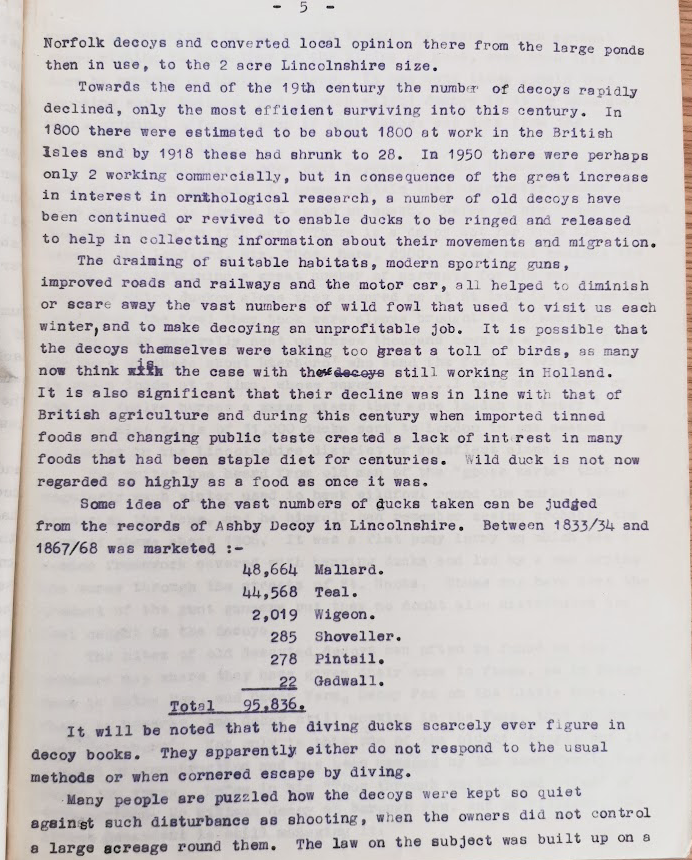 - 5 -
Norfolk decoys and converted local opinion there from the large ponds
then in use, to the 2 acre Lincolnshire size.
Towards the end of the 19th century the number of decoys rapidly
declined, only the most efficient surviving into this century. In
1800 there were estimated to be about 1800 at work in the British
Isles and by 1918 these had shrunk to 28. In 1950 there were perhaps
only 2 working commercially, but in consequence of the great increase
in interest in ornthological research, a number of old decoys have
been continued or revived to enable ducks to be ringed and released
to help in collecting information about their movements and migration.
The draiming of suitable habitats, modern sporting guns,
improved roads and railways and the motor car, all helped to diminish
or scare away the vast numbers of wild fowl that used to visit us each
winter, and to make decoying an unprofitable job. It is possible that
the decoys themselves were taking too great a toll of birds, as many
now think is the case with the decoys still working in Holland.
It is also significant that their decline was in line with that of
British agriculture and during this century when imported tinned
foods and changing public taste created a lack of int rest in many
foods that had been staple diet for centuries. Wild duck is not now
regarded so highly as a food as once it was.
Some idea of the vast numbers of ducks taken can be judged
from the records of Ashby Decoy in Lincolnshire. Between 1833/34 and
1867/68 was marketed :-
48,664 Mallard.
44,568 Teal.
2,019 Wigeon.
285 Shoveller.
278 Pintail.
22 Gadwall.
Total 95,836.
It will be noted that the diving ducks scarcely ever figure in
decoy books. They apparently either do not respond to the usual
methods or when cornered escape by diving.
Many people are puzzled how the decoys were kept so quiet
against such disturbance as shooting, when the owners did not control
a large acreage round them. The law on the subject was built up on a